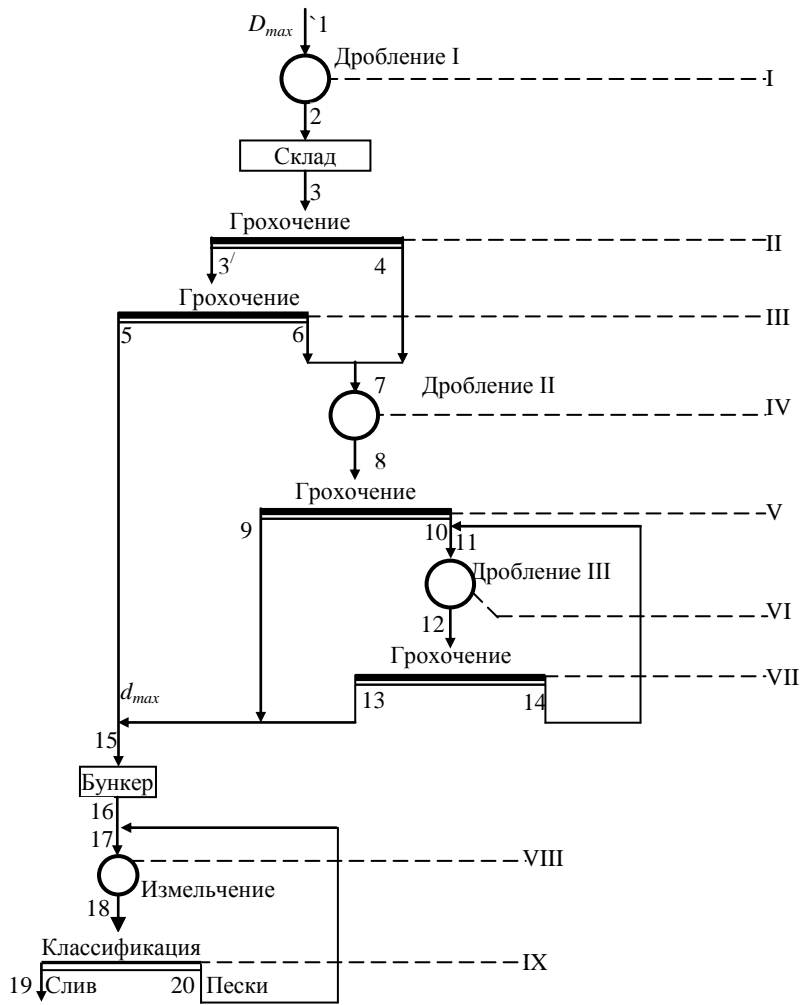 D_max `1
Дробление I
I
2
Склад
3
Грохочение
II
3/ 4
Грохочение
III
5 6
7 Дробление II
IV
8
Грохочение
V
9 10 11
Дробление III
VI
12
Грохочение
VII
13 14
d_max
15
Бункер
16
17
VIII
Измельчение
18
Классификация
IX
19 Слив 20 Пески